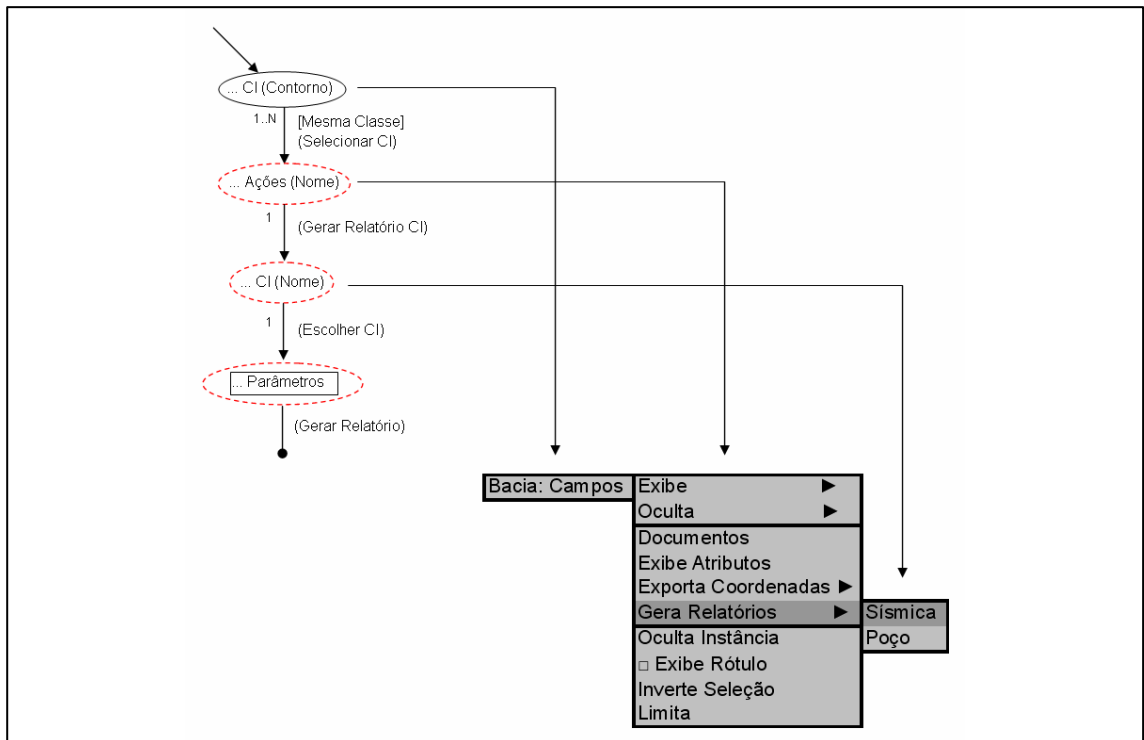 ... CI (Contorno)
1..N
[Mesma Classe]
(Selecionar CI)
... Ações (Nome)
1
(Gerar Relatório CI)
... CI (Nome)
1
(Escolher CI)
... Parâmetros
(Gerar Relatório)
Bacia: Campos
Exibe
Oculta
Documentos
Exibe Atributos
Exporta Coordenadas
Gera Relatórios
Sísmica
Poço
Oculta Instância
Exibe Rótulo
Inverte Seleção
Limita